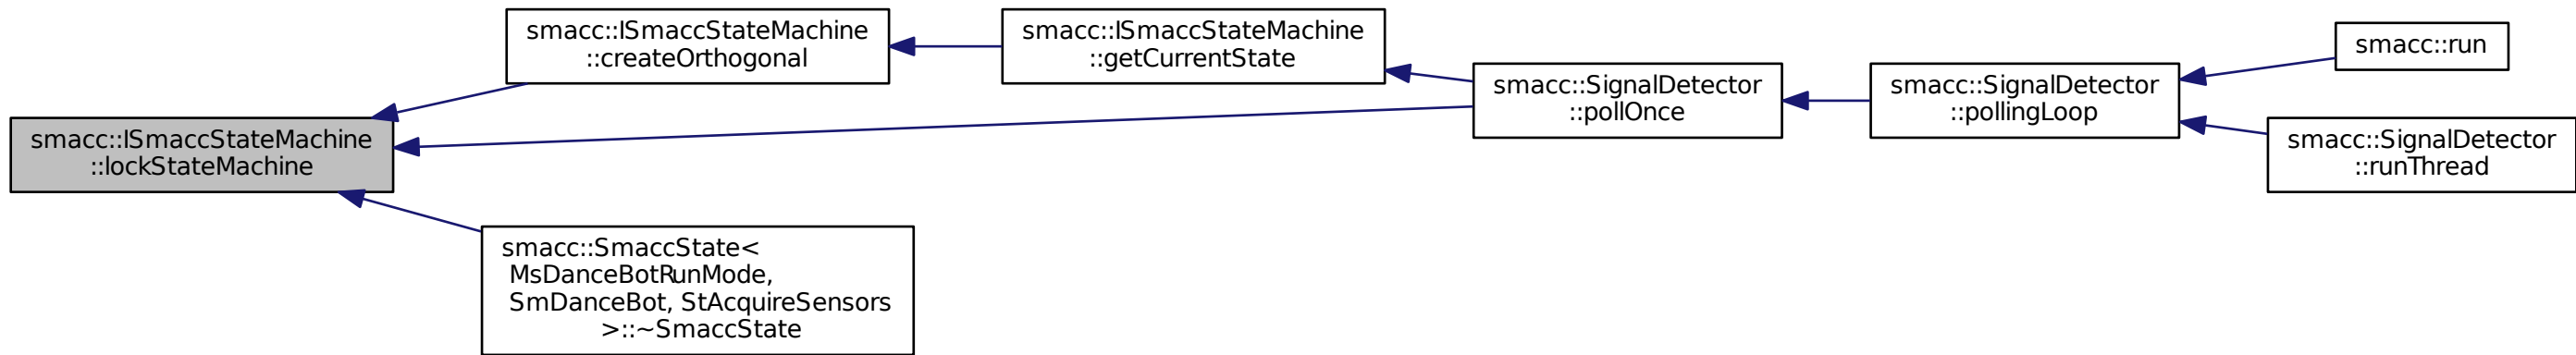 smacc::ISmaccStateMachine
::lockStateMachine
smacc::ISmaccStateMachine
::createOrthogonal
smacc::ISmaccStateMachine
::getCurrentState
smacc::SignalDetector
::pollOnce
smacc::SignalDetector
::pollingLoop
smacc::run
smacc::SignalDetector
::runThread
smacc::SmaccState<
MsDanceBotRunMode,
SmDanceBot, StAcquireSensors
>::~SmaccState